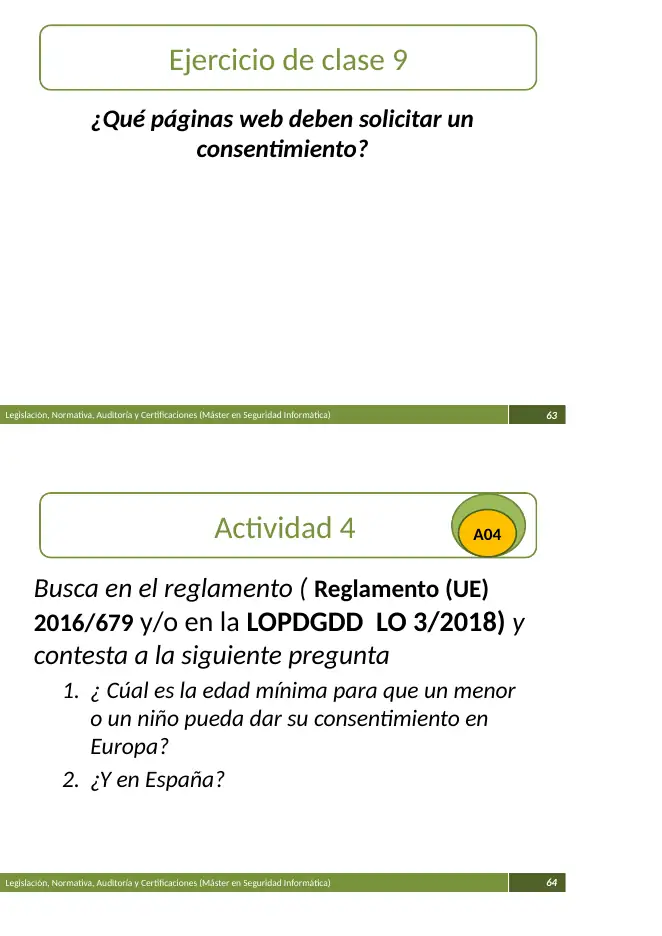 Ejercicio de clase 9
¿Qué páginas web deben solicitar un
consentimiento?
Legislación, Normativa, Auditoría y Certificaciones (Máster en Seguridad Informática)
63
Actividad 4
A04
Busca en el reglamento ( Reglamento (UE)
2016/679 y/o en la LOPDGDD LO 3/2018) y
contesta a la siguiente pregunta
1. ¿ Cúal es la edad mínima para que un menor
o un niño pueda dar su consentimiento en
Europa?
2. ¿Y en España?
Legislación, Normativa, Auditoría y Certificaciones (Máster en Seguridad Informática)
64